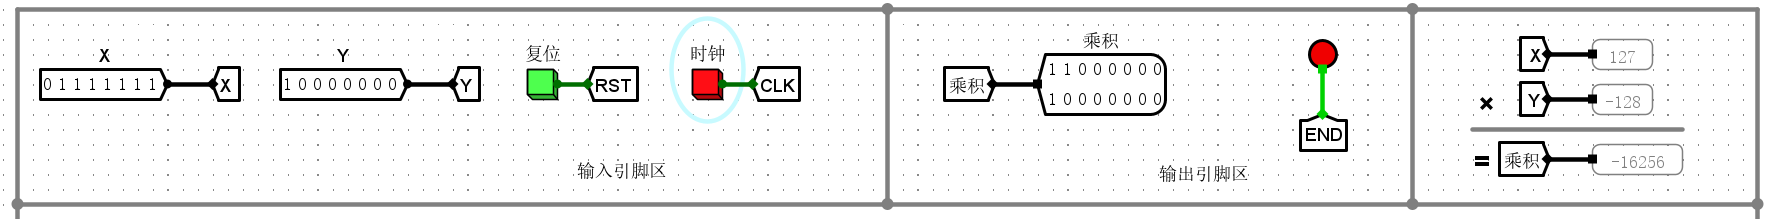 X
0 1 1 1 1 1 1 1
X
Y
1 0 0 0 0 0 0 0
Y
复位
RST
时钟
CLK
输入引脚区
乘积
乘积
1 1 0 0 0 0 0 0
1 0 0 0 0 0 0 0
END
输出引脚区
X
127
×
Y
-128
=
乘积
-16256